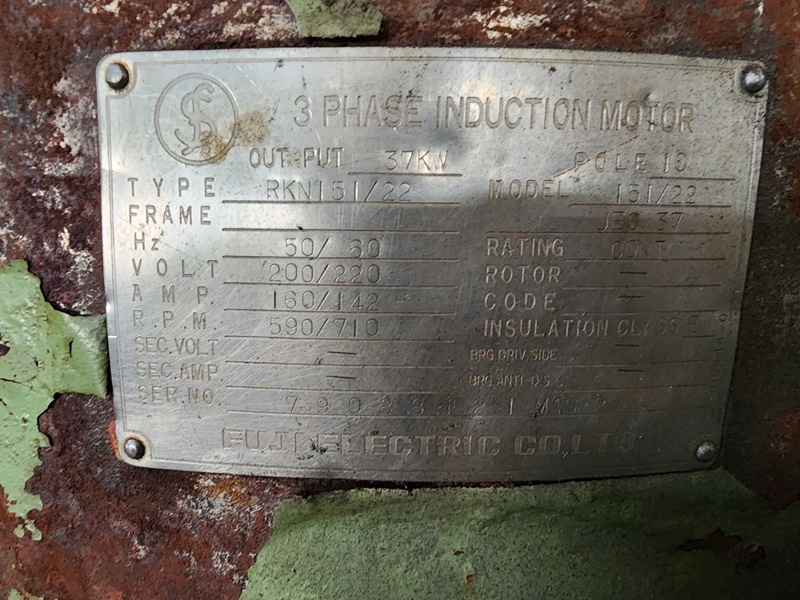 3 PHASE INDUCTION MOTOR
OUTPUT 37KW POLE 10
TYPE RKN151/22 MODEL 151/22
FRAME JEC 37
Hz 50/60 RATING CONT
VOLT 200/220 ROTOR —
AMP. 160/142 CODE —
R.P.M. 590/710 INSULATION CLASS E
SEC.VOLT — BRG.DRIV.SIDE —
SEC.AMP — BRG.ANTI-D.S —
SER.NO.
FUJI ELECTRIC CO., LTD.